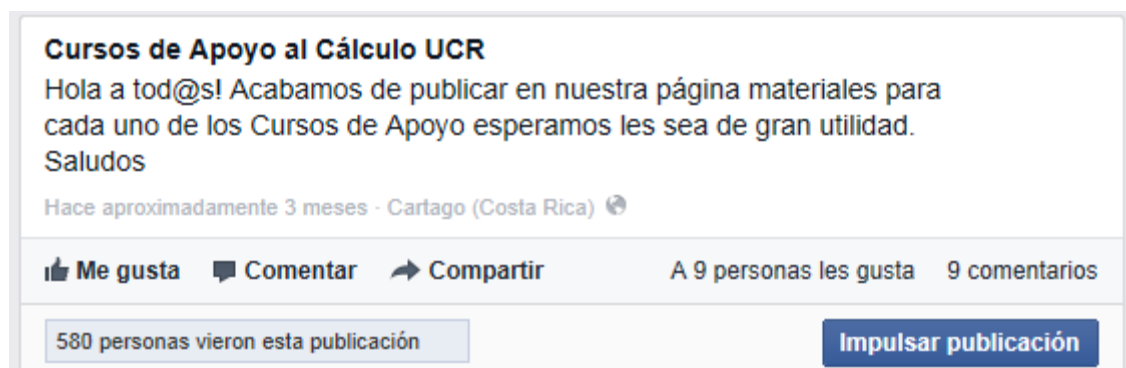 Cursos de Apoyo al Cálculo UCR
Hola a tod@s! Acabamos de publicar en nuestra página materiales para
cada uno de los Cursos de Apoyo esperamos les sea de gran utilidad.
Saludos
Hace aproximadamente 3 meses · Cartago (Costa Rica)
Me gusta Comentar Compartir A 9 personas les gusta 9 comentarios
580 personas vieron esta publicación Impulsar publicación